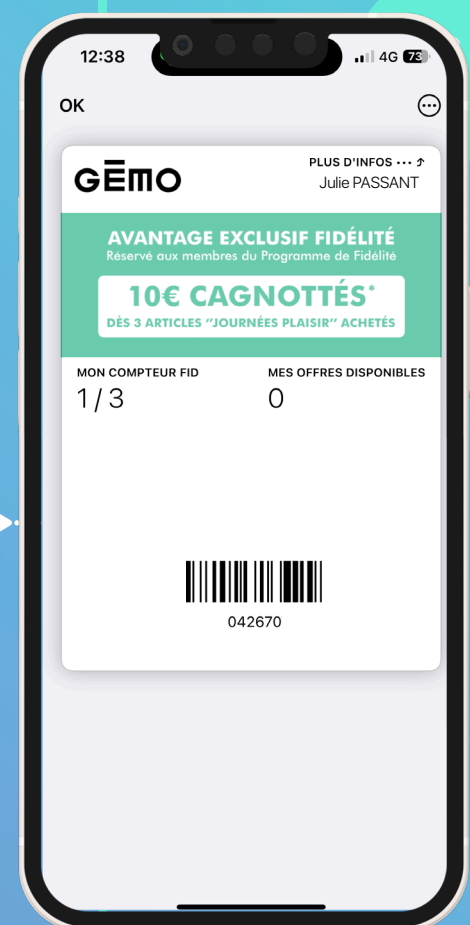 12:38
4G 73
OK
GĒMO
PLUS D'INFOS ••• ↗
Julie PASSANT
AVANTAGE EXCLUSIF FIDÉLITÉ
Réservé aux membres du Programme de Fidélité
10€ CAGNOTTÉS*
DÈS 3 ARTICLES "JOURNÉES PLAISIR" ACHETÉS
MON COMPTEUR FID
MES OFFRES DISPONIBLES
1 / 3
0
042670